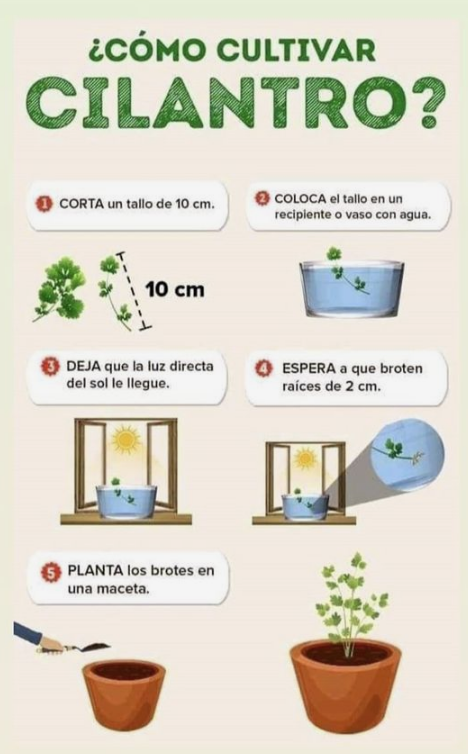 ¿CÓMO CULTIVAR
CILANTRO?
1 CORTA un tallo de 10 cm.
2 COLOCA el tallo en un
recipiente o vaso con agua.
10 cm
3 DEJA que la luz directa
del sol le llegue.
4 ESPERA a que broten
raíces de 2 cm.
5 PLANTA los brotes en
una maceta.